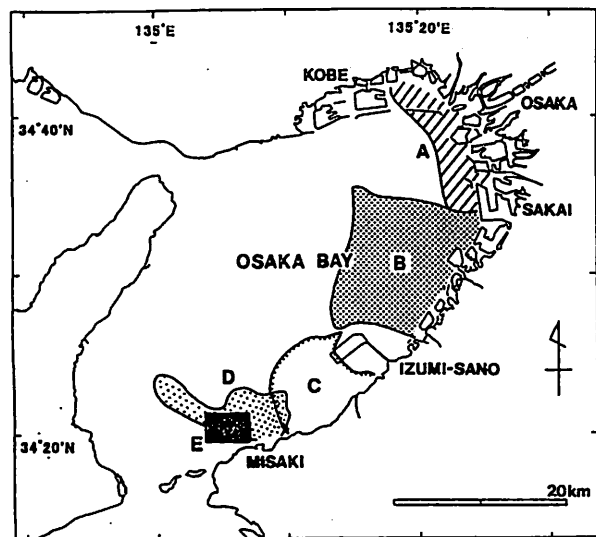 135°E
135°20'
KOBE
OSAKA
34°40'N
A
SAKAI
OSAKA BAY
B
IZUMI-SANO
D
C
34°20'N
E
MISAKI
20km